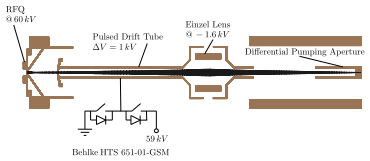 RFQ
@ 60 kV
Pulsed Drift Tube
ΔV = 1 kV
Einzel Lens
@ − 1.6 kV
Differential Pumping Aperture
59 kV
Behlke HTS 651-01-GSM